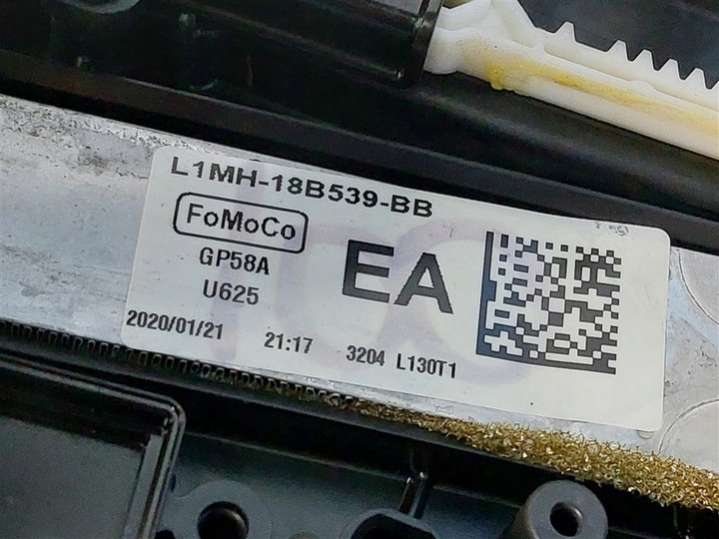 L1MH-18B539-BB
FoMoCo
GP58A
U625
EA
2020/01/21 21:17 3204 L130T1